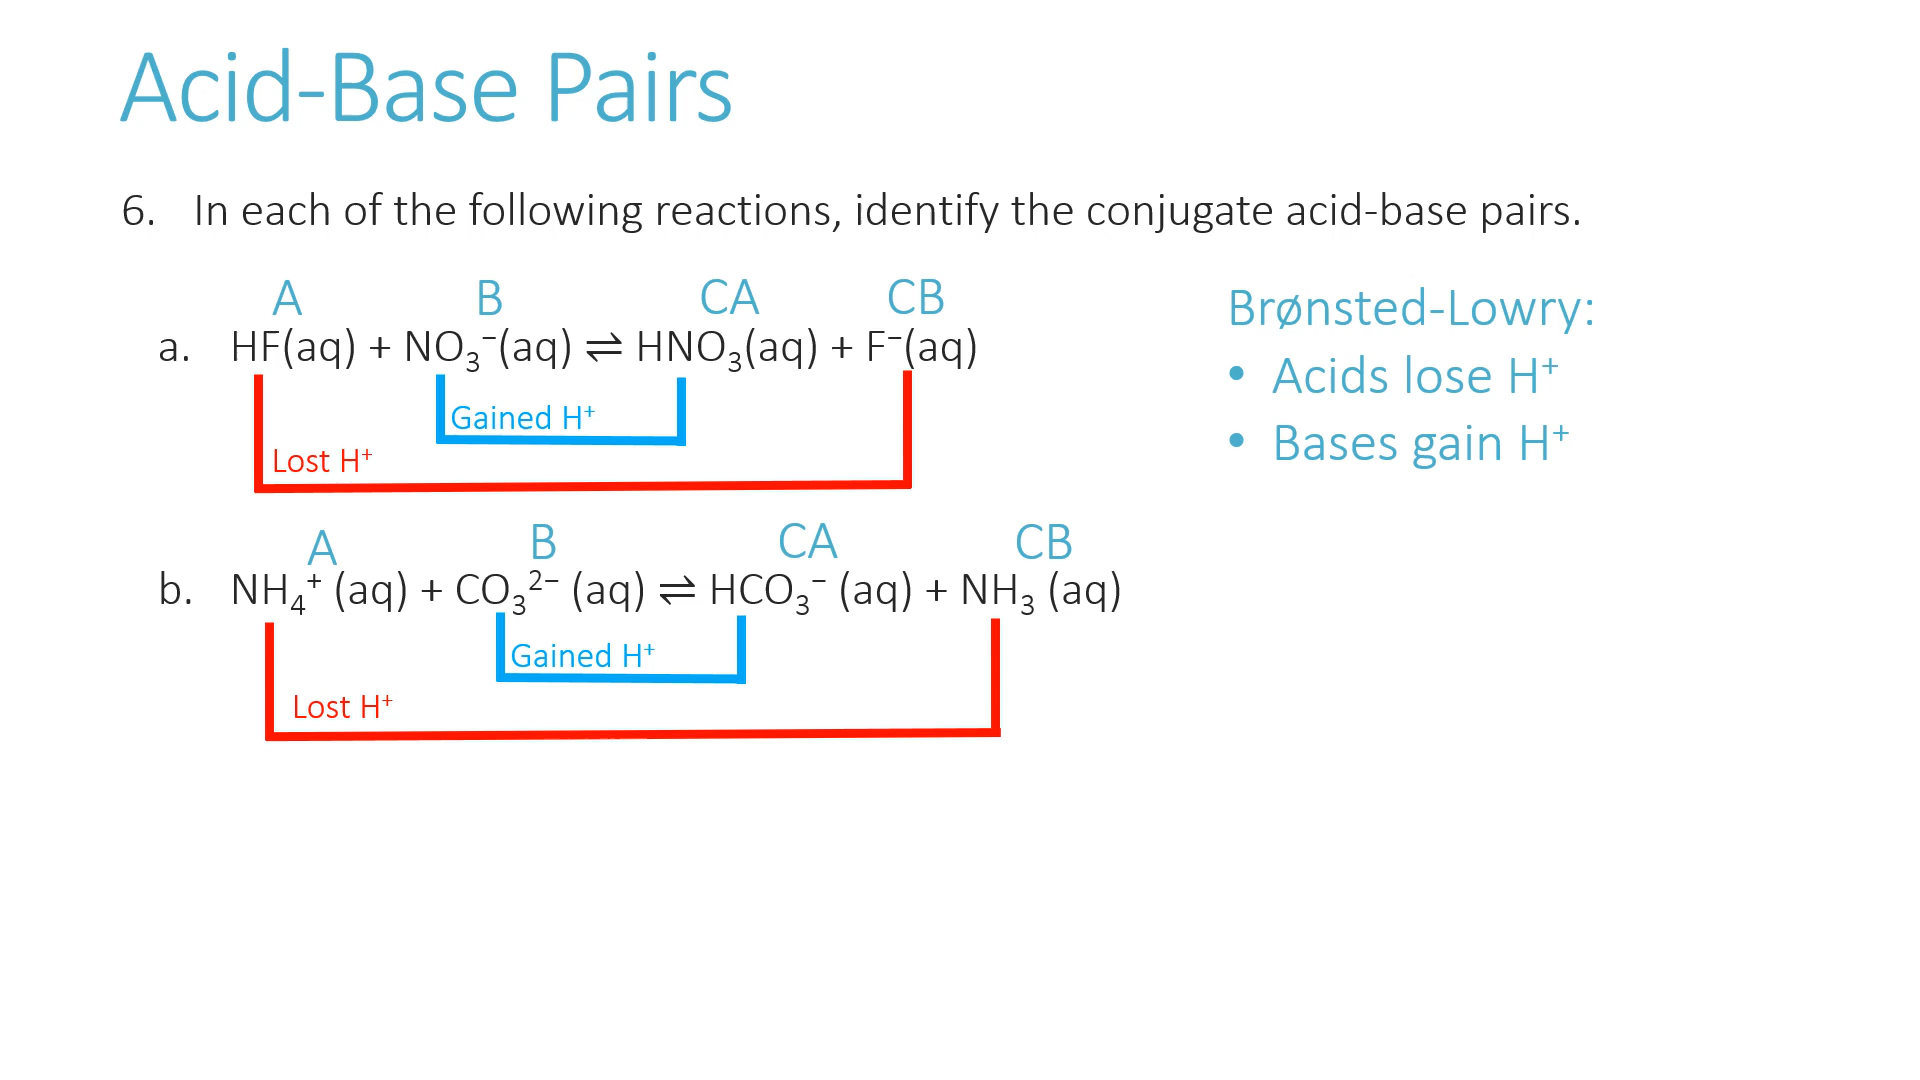 Acid-Base Pairs
6. In each of the following reactions, identify the conjugate acid-base pairs.
A B CA CB
a. HF(aq) + NO₃⁻(aq) ⇌ HNO₃(aq) + F⁻(aq)
Gained H⁺
Lost H⁺
A B CA CB
b. NH₄⁺ (aq) + CO₃²⁻ (aq) ⇌ HCO₃⁻ (aq) + NH₃ (aq)
Gained H⁺
Lost H⁺
Brønsted-Lowry:
• Acids lose H⁺
• Bases gain H⁺